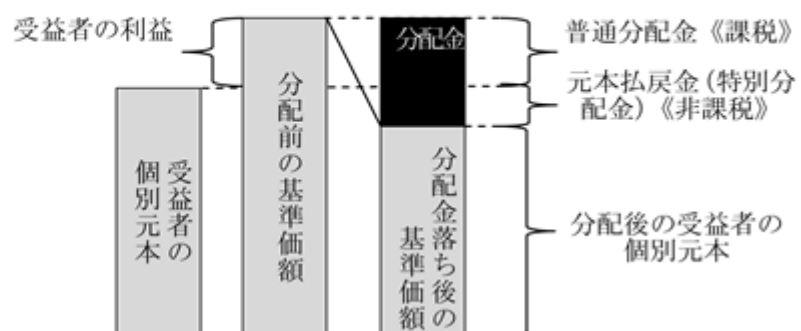 受益者の利益
分配金
普通分配金《課税》
元本払戻金(特別分
配金)《非課税》
分配前の基準価額
受益者の
個別元本
分配金落ち後の
基準価額
分配後の受益者の
個別元本